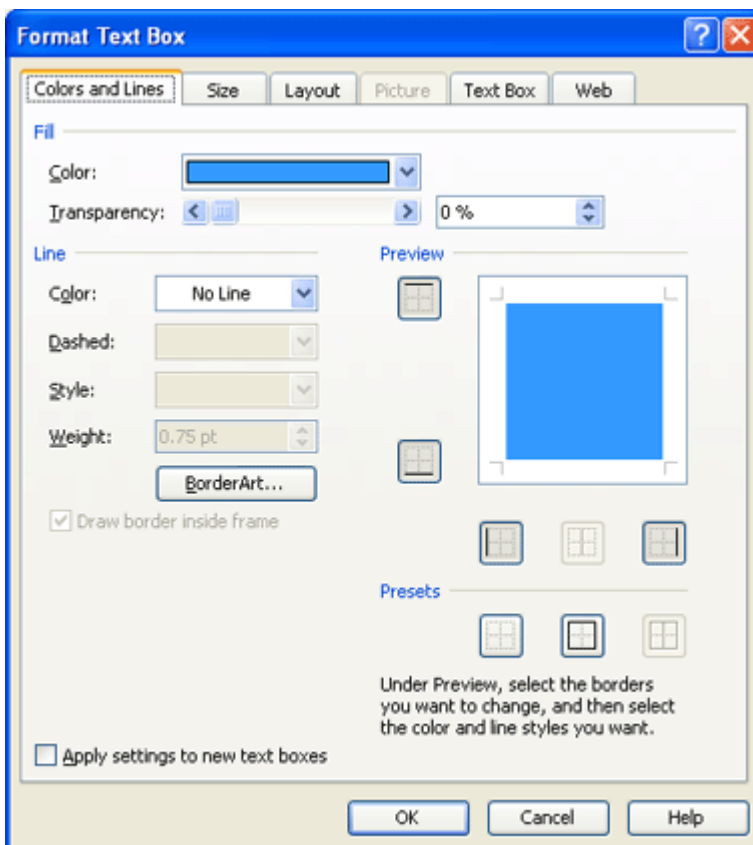 Format Text Box
Colors and Lines Size Layout Picture Text Box Web
Fill
Color:
Transparency: 0 %
Line Preview
Color: No Line
Dashed:
Style:
Weight: 0.75 pt
BorderArt...
Draw border inside frame
Presets
Under Preview, select the borders
you want to change, and then select
the color and line styles you want.
Apply settings to new text boxes
OK Cancel Help